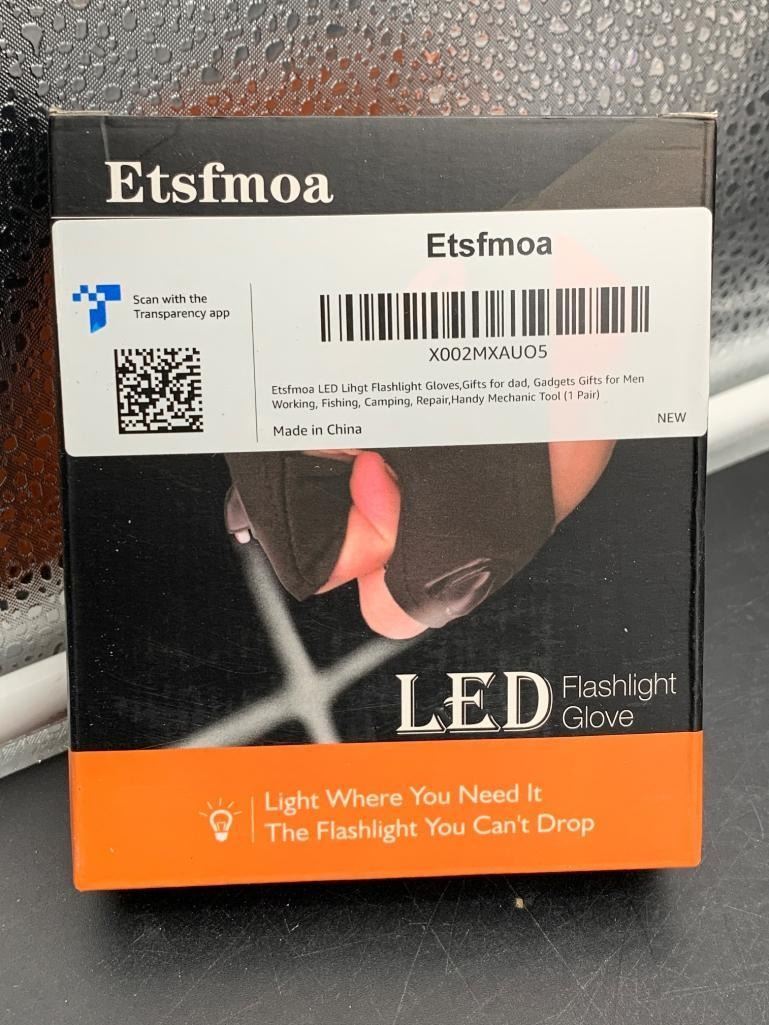 Etsfmoa
Etsfmoa
Scan with the
Transparency app
X002MXAUO5
Etsfmoa LED Lihgt Flashlight Gloves,Gifts for dad, Gadgets Gifts for Men
Working, Fishing, Camping, Repair,Handy Mechanic Tool (1 Pair)
NEW
Made in China
LED Flashlight
Glove
Light Where You Need It
The Flashlight You Can't Drop